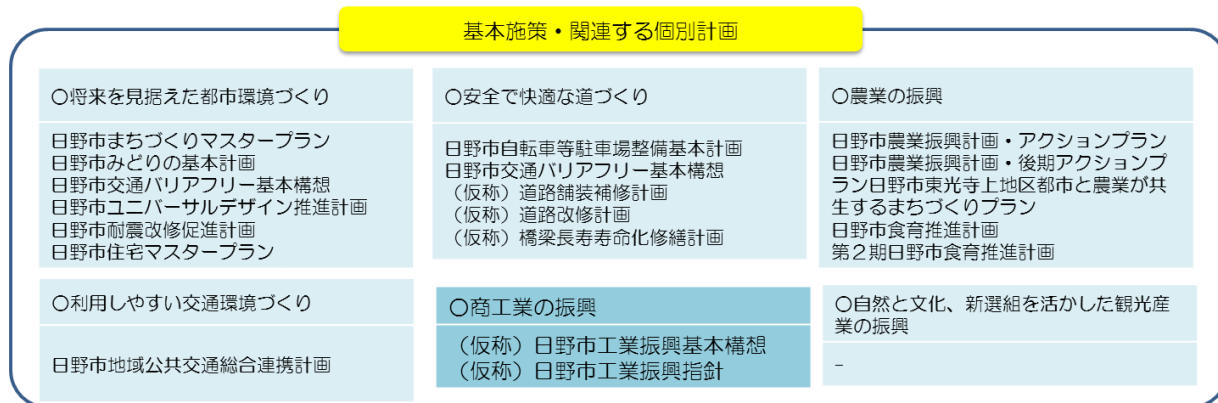 基本施策・関連する個別計画
〇将来を見据えた都市環境づくり
日野市まちづくりマスタープラン
日野市みどりの基本計画
日野市交通バリアフリー基本構想
日野市ユニバーサルデザイン推進計画
日野市耐震改修促進計画
日野市住宅マスタープラン
〇安全で快適な道づくり
日野市自転車等駐車場整備基本計画
日野市交通バリアフリー基本構想
（仮称）道路舗装補修計画
（仮称）道路改修計画
（仮称）橋梁長寿寿命化修繕計画
〇農業の振興
日野市農業振興計画・アクションプラン
日野市農業振興計画・後期アクションプ
ラン日野市東光寺上地区都市と農業が共
生するまちづくりプラン
日野市食育推進計画
第２期日野市食育推進計画
〇利用しやすい交通環境づくり
日野市地域公共交通総合連携計画
〇商工業の振興
（仮称）日野市工業振興基本構想
（仮称）日野市工業振興指針
〇自然と文化、新選組を活かした観光産
業の振興
-